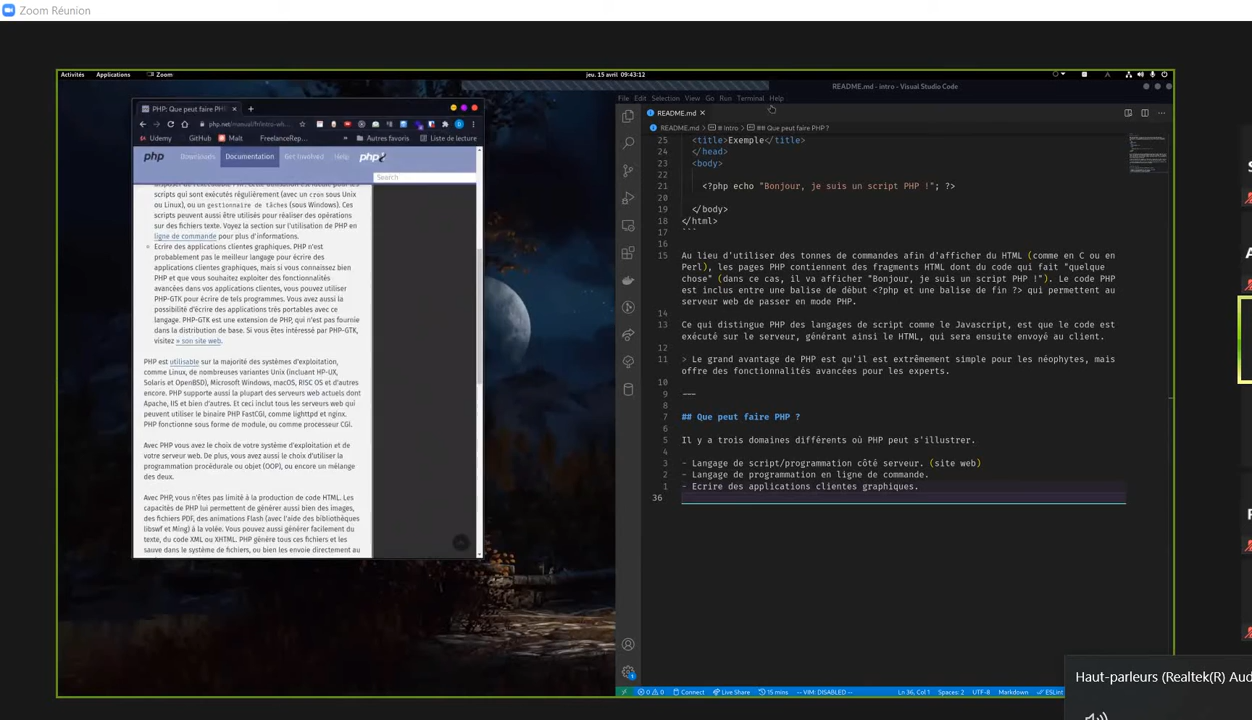 Zoom Réunion
Activités Applications Zoom jeu. 15 avril 09:43:12
PHP: Que peut faire PH
php.net/manual/fr/intro-wh
Udemy GitHub Malt FreelanceRep... » Autres favoris Liste de lecture
php Downloads Documentation Get Involved Help php
Search
scripts qui sont exécutés régulièrement (avec un cron sous Unix
ou Linux), ou un gestionnaire de tâches (sous Windows). Ces
scripts peuvent aussi être utilisés pour réaliser des opérations
sur des fichiers texte. Voyez la section sur l'utilisation de PHP en
ligne de commande pour plus d'informations.
Ecrire des applications clientes graphiques. PHP n'est
probablement pas le meilleur langage pour écrire des
applications clientes graphiques, mais si vous connaissez bien
PHP et que vous souhaitez exploiter des fonctionnalités
avancées dans vos applications clientes, vous pouvez utiliser
PHP-GTK pour écrire de tels programmes. Vous avez aussi la
possibilité d'écrire des applications très portables avec ce
langage. PHP-GTK est une extension de PHP, qui n'est pas fournie
dans la distribution de base. Si vous êtes intéressé par PHP-GTK,
visitez » son site web.
PHP est utilisable sur la majorité des systèmes d'exploitation,
comme Linux, de nombreuses variantes Unix (incluant HP-UX,
Solaris et OpenBSD), Microsoft Windows, macOS, RISC OS et d'autres
encore. PHP supporte aussi la plupart des serveurs web actuels dont
Apache, IIS et bien d'autres. Et ceci inclut tous les serveurs web qui
peuvent utiliser le binaire PHP FastCGI, comme lighttpd et nginx.
PHP fonctionne sous forme de module, ou comme processeur CGI.
Avec PHP vous avez le choix de votre système d'exploitation et de
votre serveur web. De plus, vous avez aussi le choix d'utiliser la
programmation procédurale ou objet (OOP), ou encore un mélange
des deux.
Avec PHP, vous n'êtes pas limité à la production de code HTML. Les
capacités de PHP lui permettent de générer aussi bien des images,
des fichiers PDF, des animations Flash (avec l'aide des bibliothèques
libswf et Ming) à la volée. Vous pouvez aussi générer facilement du
texte, du code XML ou XHTML. PHP génère tous ces fichiers et les
sauve dans le système de fichiers, ou bien les envoie directement au
README.md - intro - Visual Studio Code
File Edit Selection View Go Run Terminal Help
README.md
README.md > # Intro > ## Que peut faire PHP ?
25 <title>Exemple</title>
24 </head>
23 <body>
22
21 <?php echo "Bonjour, je suis un script PHP !"; ?>
20
19 </body>
18 </html>
17 ```
16
15 Au lieu d'utiliser des tonnes de commandes afin d'afficher du HTML (comme en C ou en
Perl), les pages PHP contiennent des fragments HTML dont du code qui fait "quelque
chose" (dans ce cas, il va afficher "Bonjour, je suis un script PHP !"). Le code PHP
est inclus entre une balise de début <?php et une balise de fin ?> qui permettent au
serveur web de passer en mode PHP.
14
13 Ce qui distingue PHP des langages de script comme le Javascript, est que le code est
exécuté sur le serveur, générant ainsi le HTML, qui sera ensuite envoyé au client.
12
11 > Le grand avantage de PHP est qu'il est extrêmement simple pour les néophytes, mais
offre des fonctionnalités avancées pour les experts.
10
9 ---
8
7 ## Que peut faire PHP ?
6
5 Il y a trois domaines différents où PHP peut s'illustrer.
4
3 - Langage de script/programmation côté serveur. (site web)
2 - Langage de programmation en ligne de commande.
1 - Ecrire des applications clientes graphiques.
36
0 0 Connect Live Share 15 mins -- VIM: DISABLED -- Ln 36, Col 1 Spaces: 2 UTF-8 LF Markdown ESLint
Haut-parleurs (Realtek(R) Aud